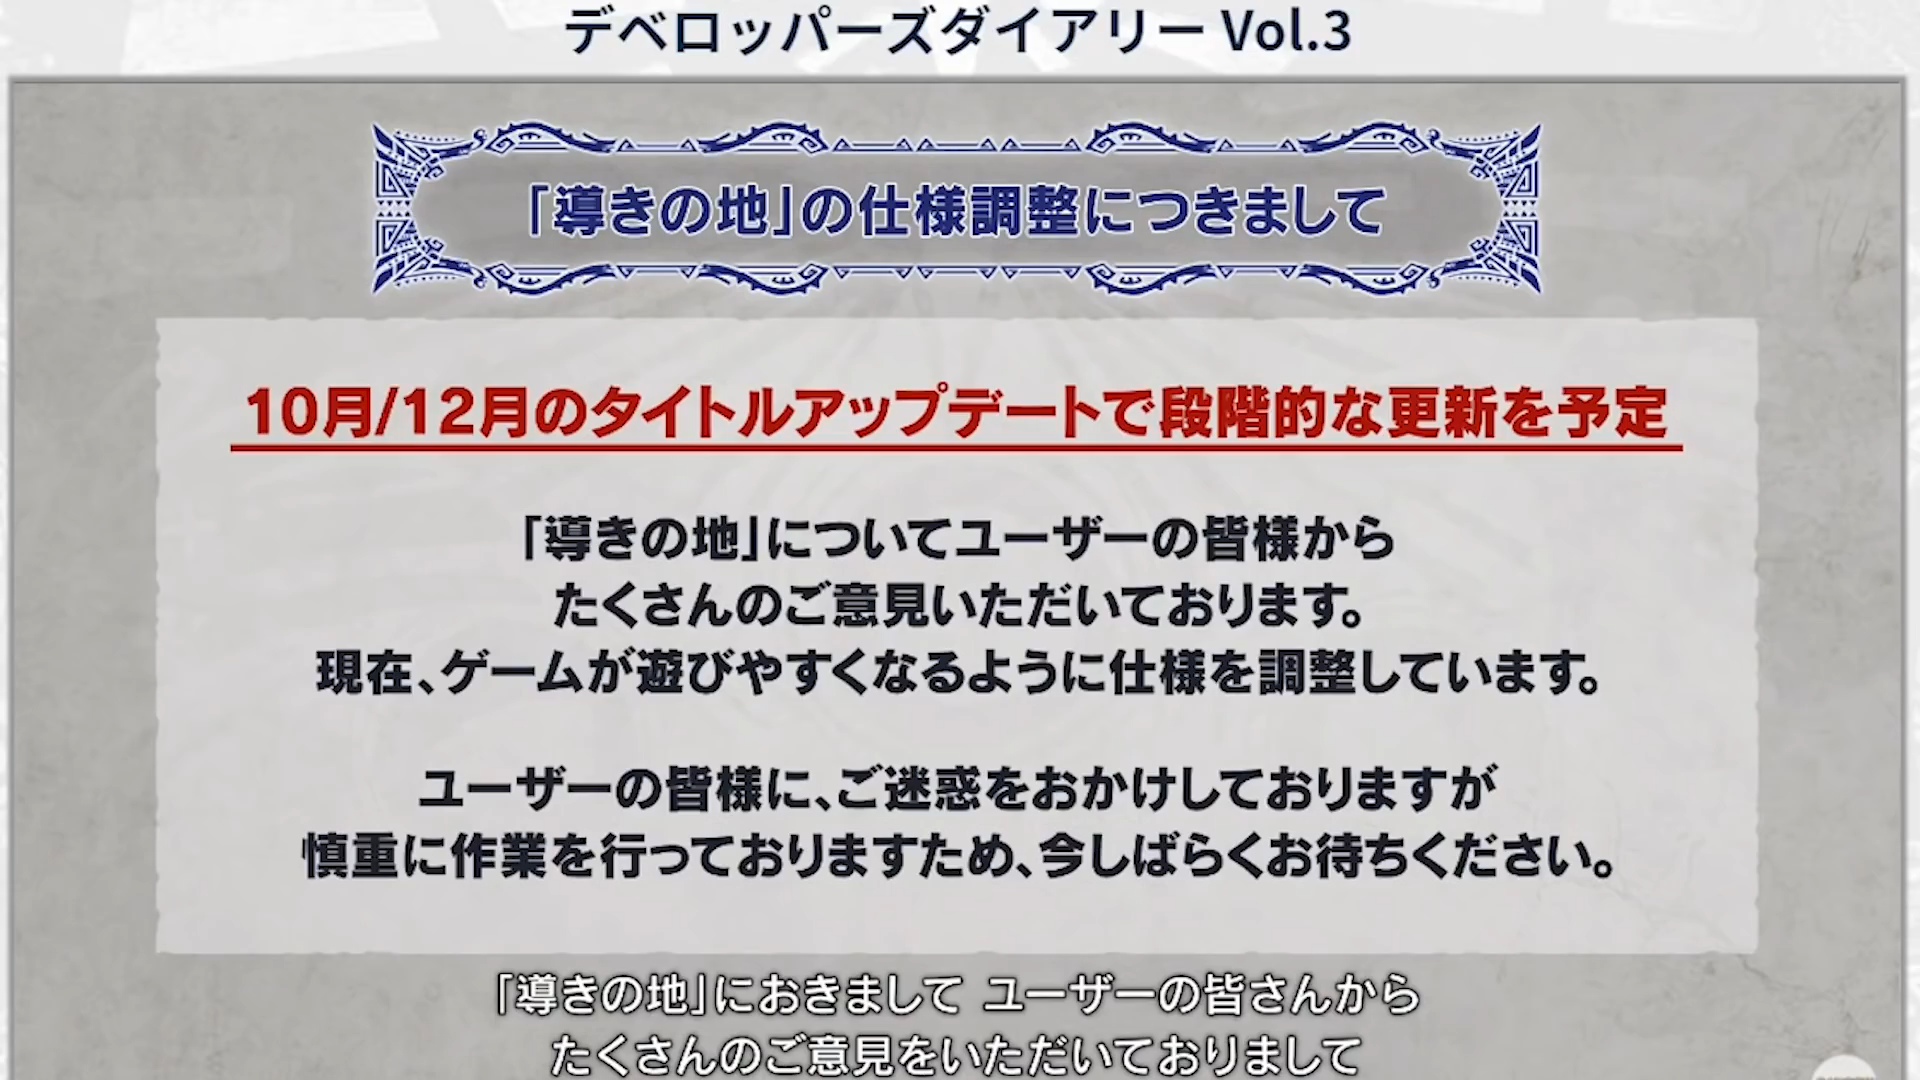 デベロッパーズダイアリー Vol.3
「導きの地」の仕様調整につきまして
10月/12月のタイトルアップデートで段階的な更新を予定
「導きの地」についてユーザーの皆様から
たくさんのご意見いただいております。
現在、ゲームが遊びやすくなるように仕様を調整しています。
ユーザーの皆様に、ご迷惑をおかけしておりますが
慎重に作業を行っておりますため、今しばらくお待ちください。
「導きの地」におきまして ユーザーの皆さんから
たくさんのご意見をいただいておりまして